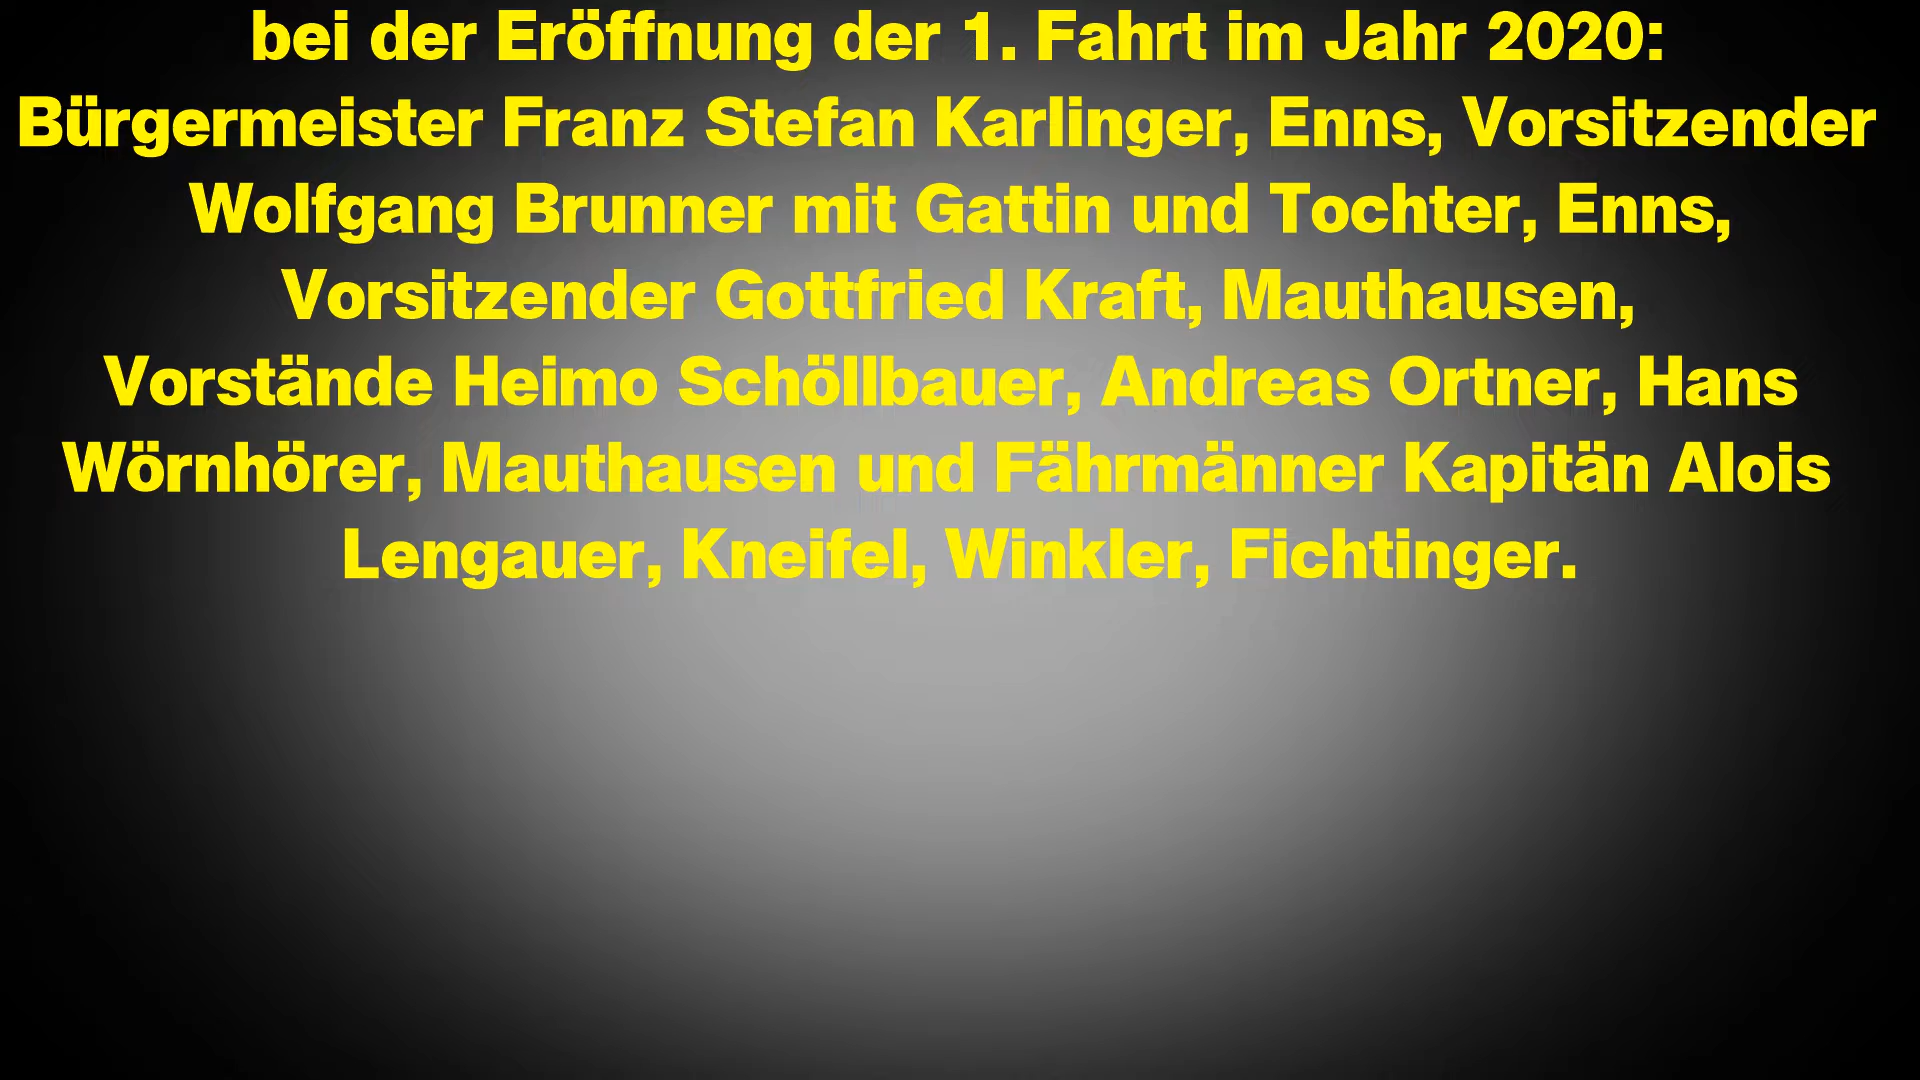 bei der Eröffnung der 1. Fahrt im Jahr 2020:
Bürgermeister Franz Stefan Karlinger, Enns, Vorsitzender
Wolfgang Brunner mit Gattin und Tochter, Enns,
Vorsitzender Gottfried Kraft, Mauthausen,
Vorstände Heimo Schöllbauer, Andreas Ortner, Hans
Wörnhörer, Mauthausen und Fährmänner Kapitän Alois
Lengauer, Kneifel, Winkler, Fichtinger.